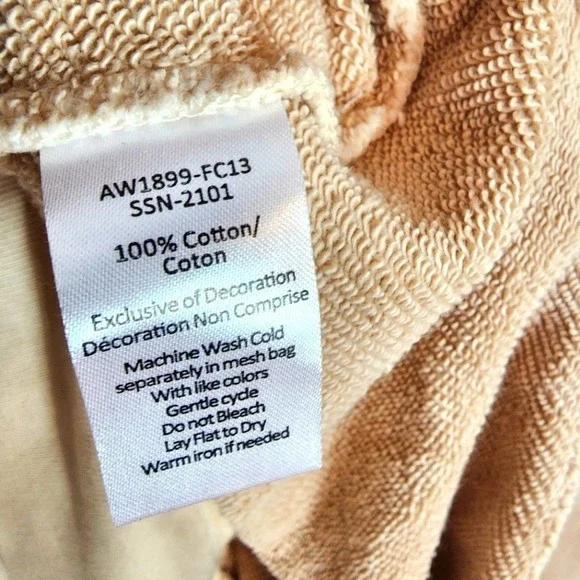 AW1899-FC13
SSN-2101
100% Cotton/
Coton
Exclusive of Decoration
Décoration Non Comprise
Machine Wash Cold
separately in mesh bag
With like colors
Gentle cycle
Do not Bleach
Lay Flat to Dry
Warm iron if needed